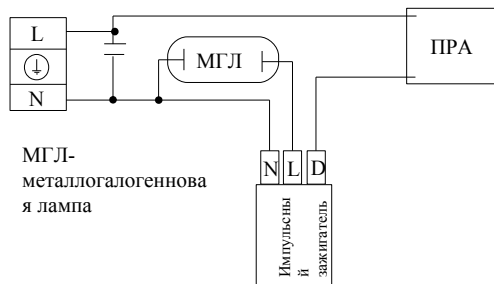 L
N
МГЛ
ПРА
МГЛ-
металлогалогеннова
я лампа
N L D
Импульсны
й
зажигатель